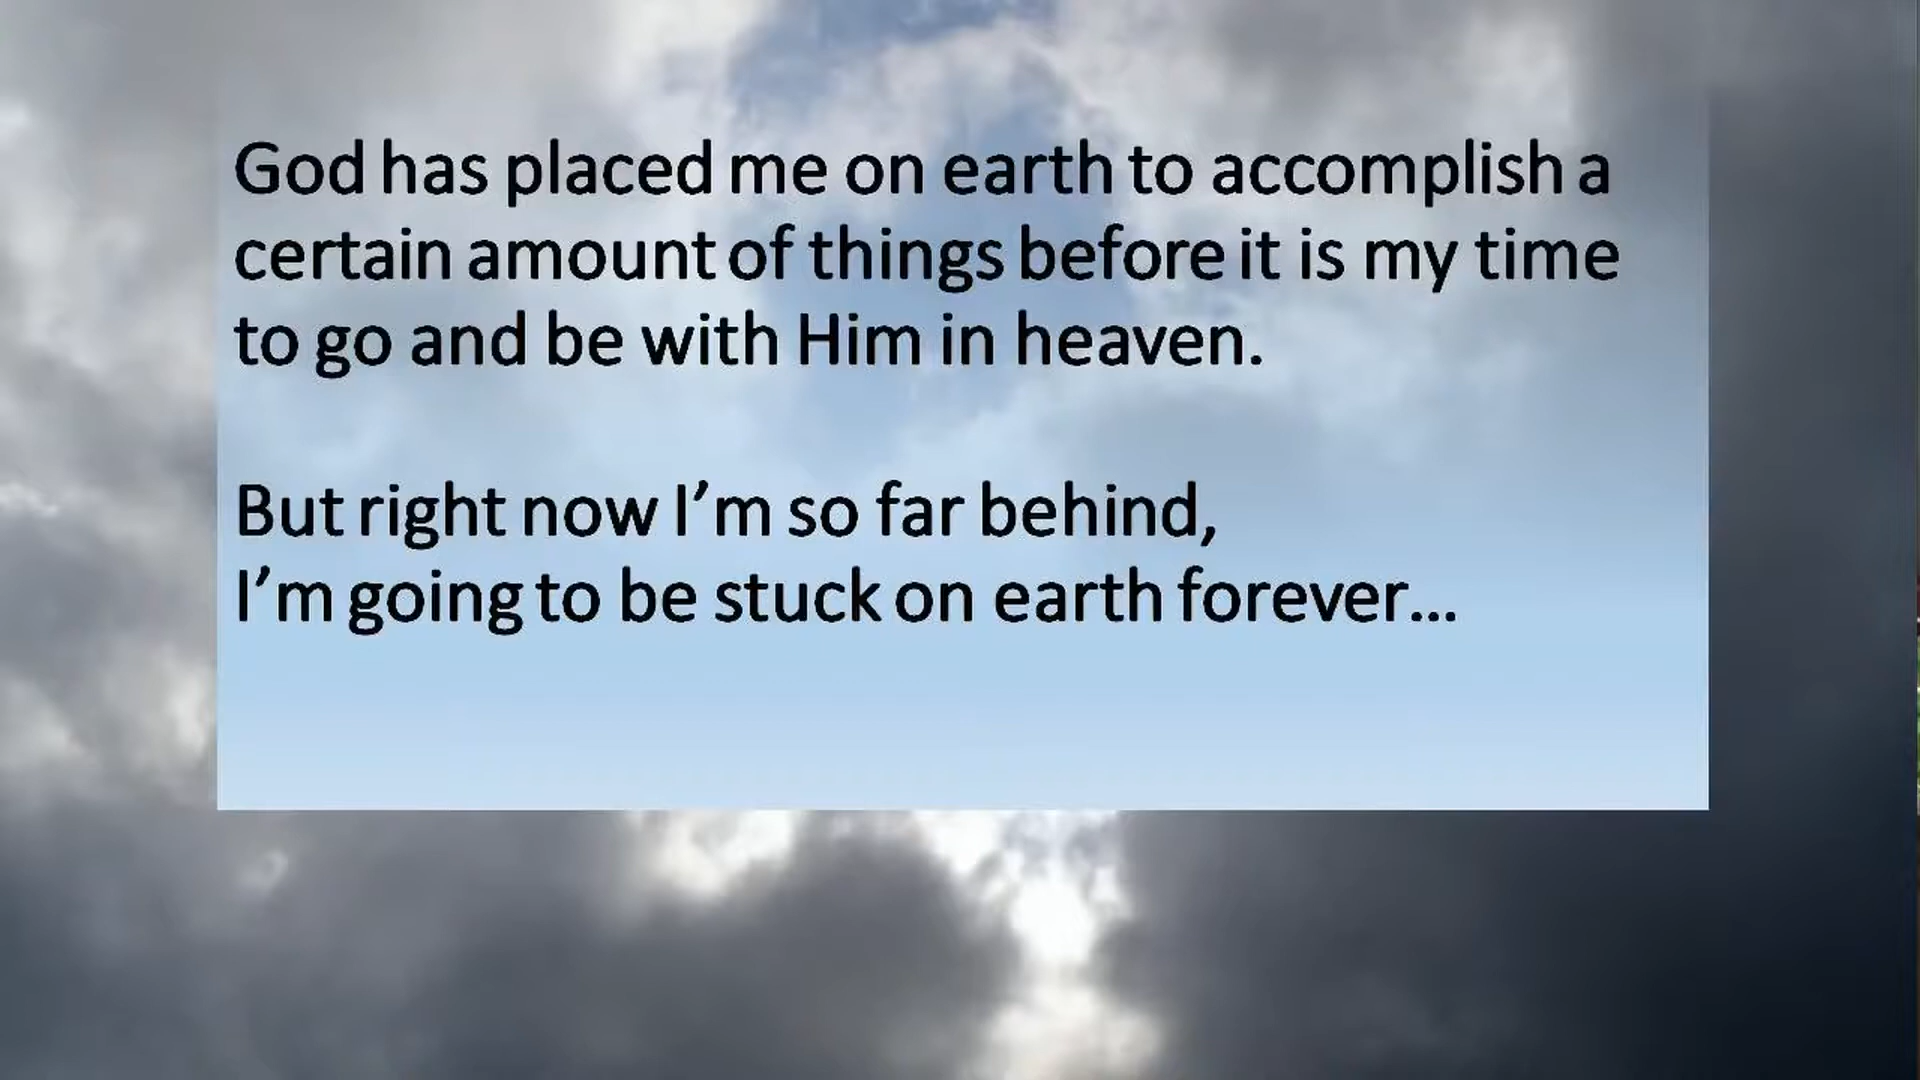 God has placed me on earth to accomplish a
certain amount of things before it is my time
to go and be with Him in heaven.
But right now I’m so far behind,
I’m going to be stuck on earth forever...